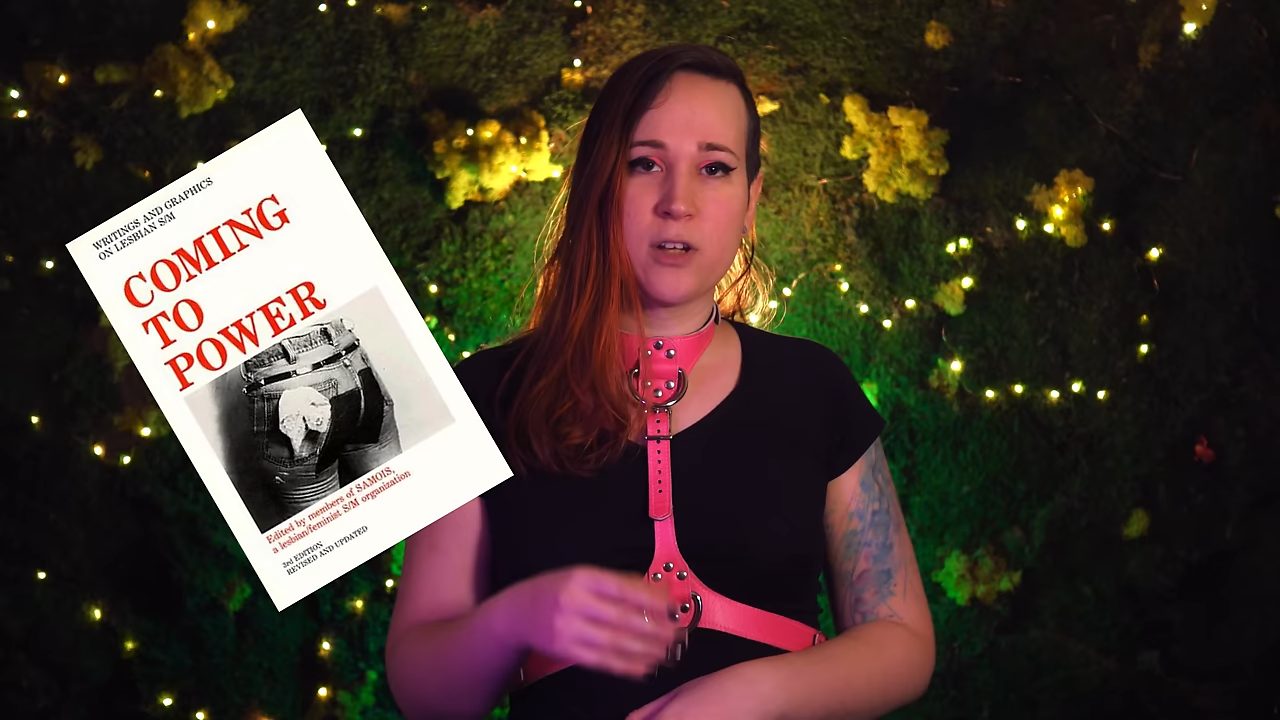 WRITINGS AND GRAPHICS
ON LESBIAN S/M
COMING
TO
POWER
Edited by members of SAMOIS,
a lesbian/feminist S/M organization
3rd EDITION
REVISED AND UPDATED